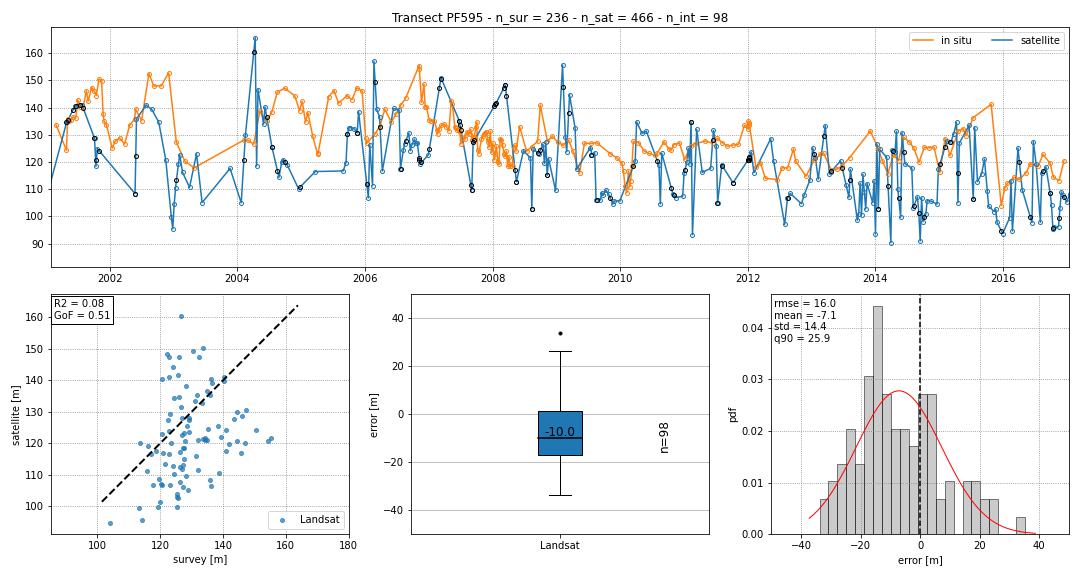 Transect PF595 - n_sur = 236 - n_sat = 466 - n_int = 98
in situ
satellite
160
150
140
130
120
110
100
90
2002
2004
2006
2008
2010
2012
2014
2016
R2 = 0.08
GoF = 0.51
satellite [m]
160
150
140
130
120
110
100
Landsat
100
120
140
160
180
survey [m]
error [m]
40
20
0
−20
−40
-10.0
n=98
Landsat
rmse = 16.0
mean = -7.1
std = 14.4
q90 = 25.9
pdf
0.04
0.03
0.02
0.01
0.00
−40
−20
0
20
40
error [m]